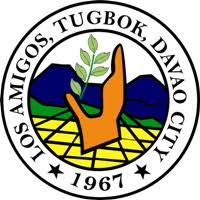 ★ LOS AMIGOS, TUGBOK, DAVAO CITY ★
1967